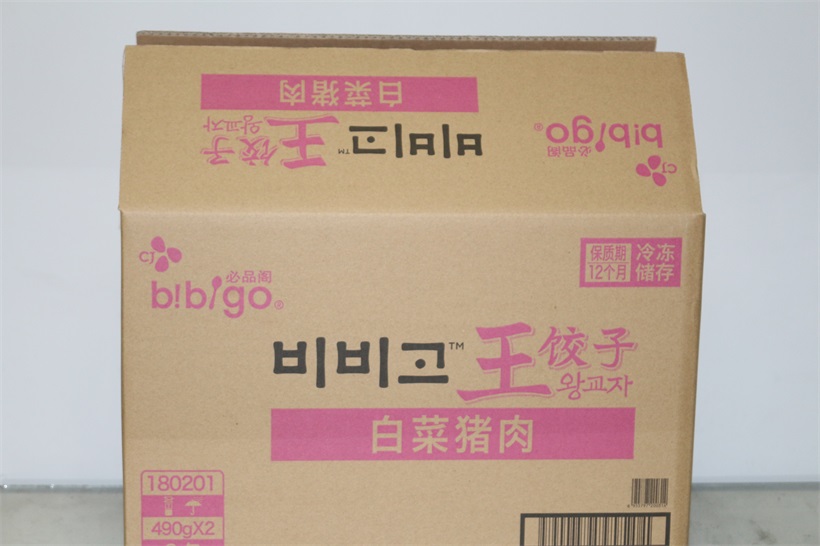 白菜猪肉
비비고™ 王饺子
왕교자
必品阁
b!b!go®
CJ
CJ
必品阁
b!b!go®
保质期 冷冻
12个月 储存
비비고™ 王饺子
왕교자
白菜猪肉
180201
490gX2